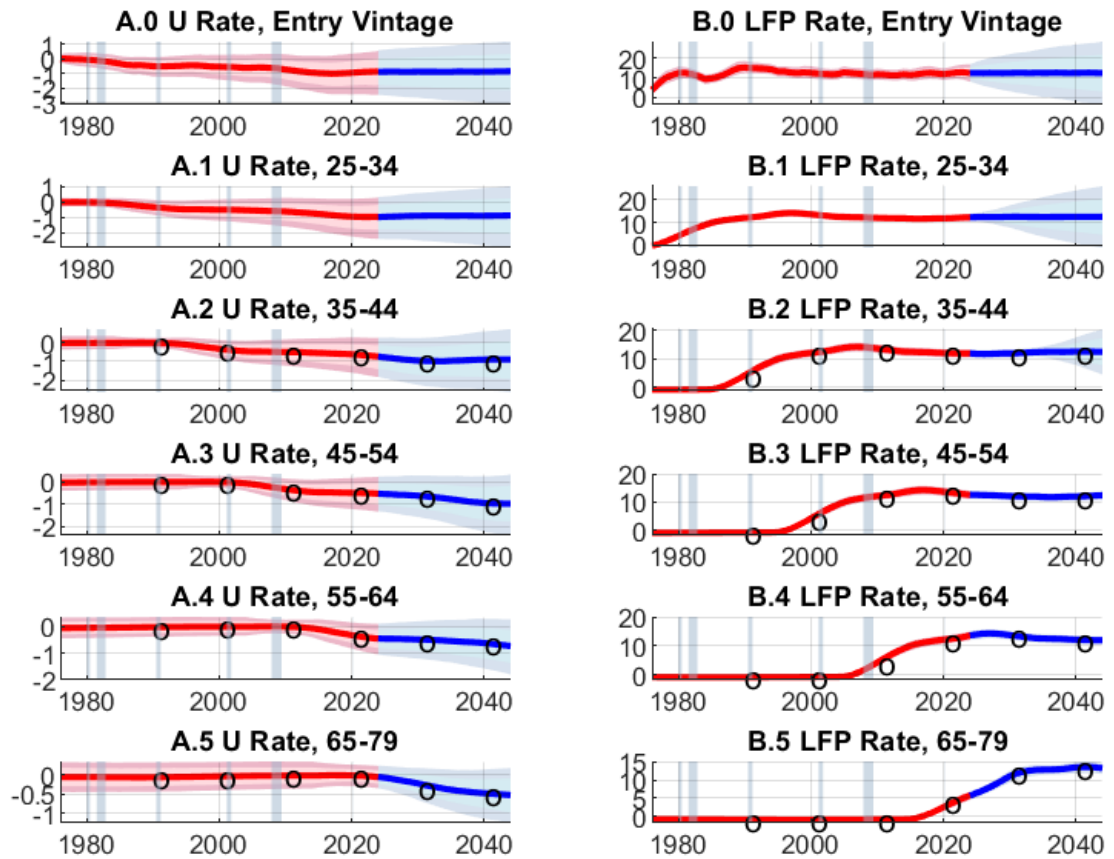 A.0 U Rate, Entry Vintage
1
0
-1
-2
-3
1980 2000 2020 2040
B.0 LFP Rate, Entry Vintage
20
10
0
1980 2000 2020 2040
A.1 U Rate, 25-34
1
0
-1
-2
1980 2000 2020 2040
B.1 LFP Rate, 25-34
20
10
0
1980 2000 2020 2040
A.2 U Rate, 35-44
0
-1
-2
O O O O O O
1980 2000 2020 2040
B.2 LFP Rate, 35-44
20
10
0
O O O O O O
1980 2000 2020 2040
A.3 U Rate, 45-54
0
-1
-2
O O O O O O
1980 2000 2020 2040
B.3 LFP Rate, 45-54
20
10
0
O O O O O O
1980 2000 2020 2040
A.4 U Rate, 55-64
0
-1
-2
O O O O O O
1980 2000 2020 2040
B.4 LFP Rate, 55-64
20
10
0
O O O O O O
1980 2000 2020 2040
A.5 U Rate, 65-79
0
-0.5
-1
O O O O O O
1980 2000 2020 2040
B.5 LFP Rate, 65-79
15
10
5
0
O O O O O O
1980 2000 2020 2040